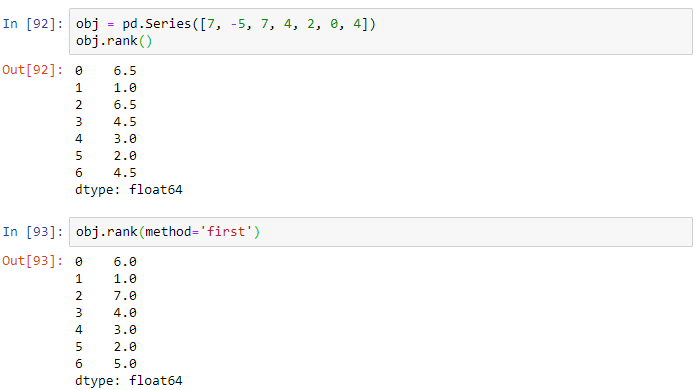 In [92]: obj = pd.Series([7, -5, 7, 4, 2, 0, 4])
obj.rank()
Out[92]: 0    6.5
1    1.0
2    6.5
3    4.5
4    3.0
5    2.0
6    4.5
dtype: float64
In [93]: obj.rank(method='first')
Out[93]: 0    6.0
1    1.0
2    7.0
3    4.0
4    3.0
5    2.0
6    5.0
dtype: float64